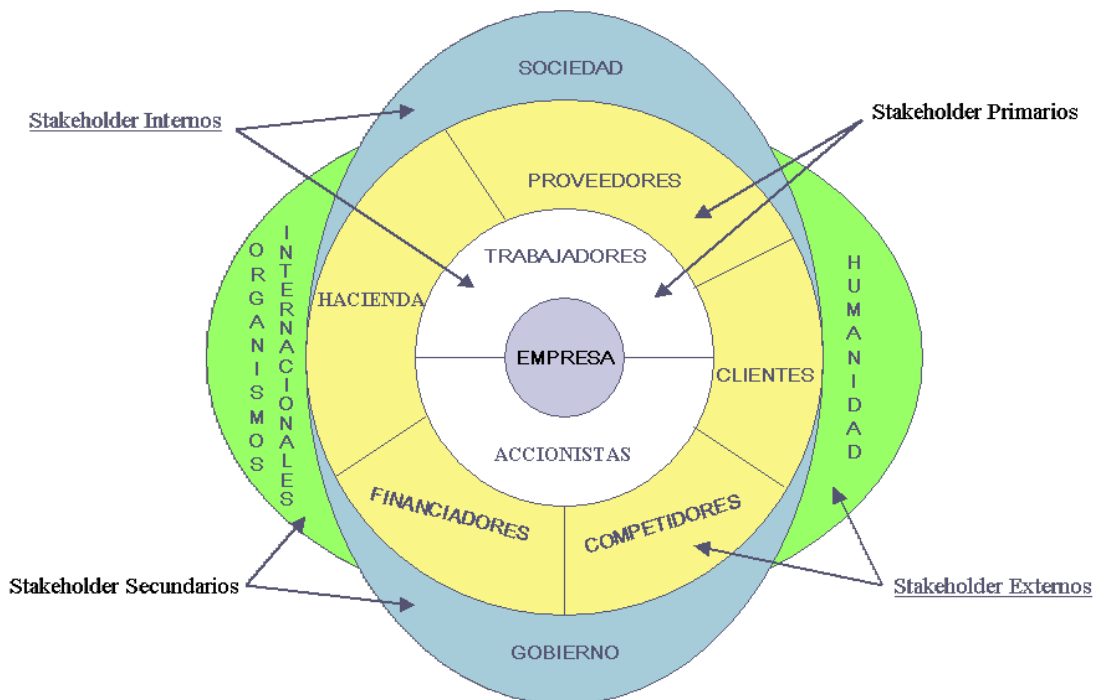 SOCIEDAD
Stakeholder Internos
Stakeholder Primarios
PROVEEDORES
TRABAJADORES
ORGANISMOS
INTERNACIONALES
HACIENDA
EMPRESA
CLIENTES
HUMANIDAD
ACCIONISTAS
FINANCIADORES
COMPETIDORES
Stakeholder Secundarios
Stakeholder Externos
GOBIERNO